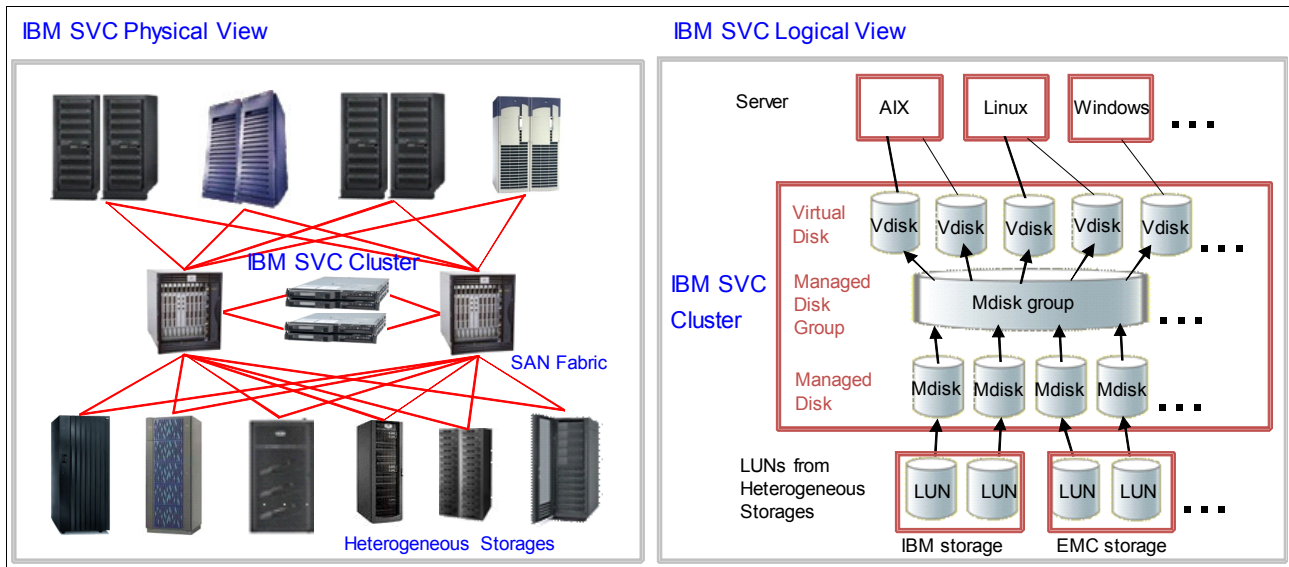 IBM SVC Physical View
IBM SVC Cluster
SAN Fabric
Heterogeneous Storages
IBM SVC Logical View
Server
AIX
Linux
Windows
...
Virtual
Disk
Vdisk
Vdisk
Vdisk
Vdisk
Vdisk
...
IBM SVC
Cluster
Managed
Disk
Group
Mdisk group
...
Managed
Disk
Mdisk
Mdisk
Mdisk
Mdisk
...
LUNs from
Heterogeneous
Storages
LUN
LUN
LUN
LUN
...
IBM storage
EMC storage